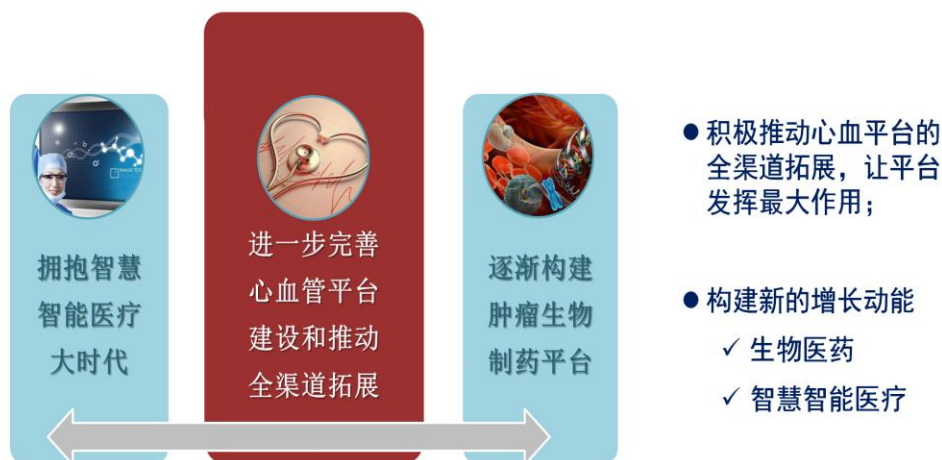 拥抱智慧
智能医疗
大时代
进一步完善
心血管平台
建设和推动
全渠道拓展
逐渐构建
肿瘤生物
制药平台
● 积极推动心血平台的
全渠道拓展，让平台
发挥最大作用；
● 构建新的增长动能
✓ 生物医药
✓ 智慧智能医疗